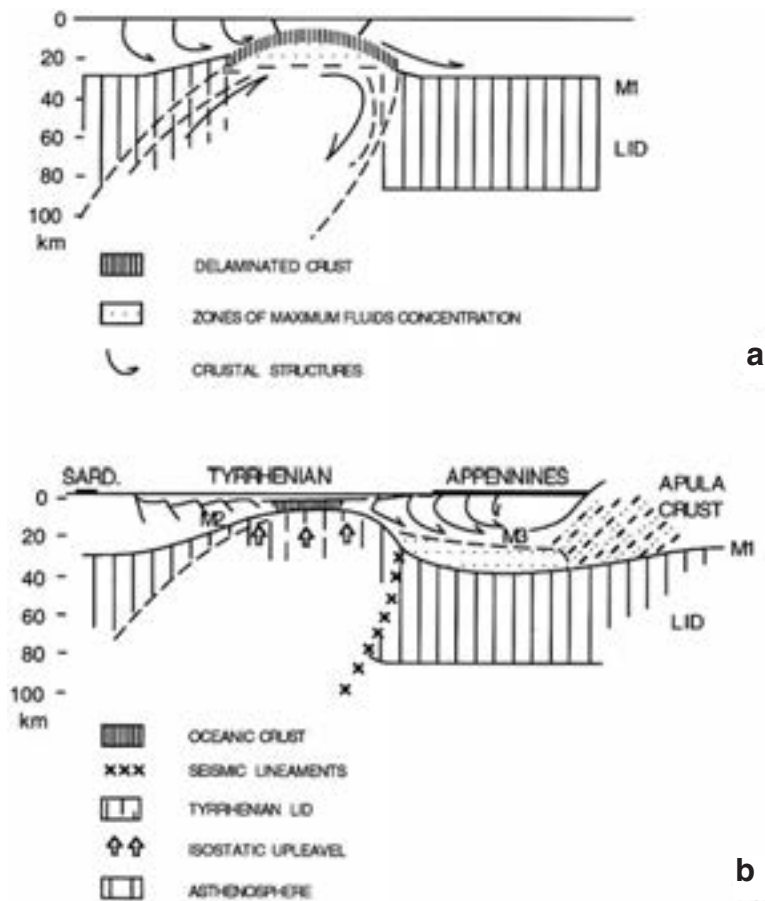 0
20
40
60
80
100
km
M1
LID
DELAMINATED CRUST
ZONES OF MAXIMUM FLUIDS CONCENTRATION
CRUSTAL STRUCTURES
a
SARD. TYRRHENIAN APPENNINES
APULA
CRUST
0
20
40
60
80
100
km
M2
M3
M1
LID
OCEANIC CRUST
SEISMIC LINEAMENTS
TYRRHENIAN LID
ISOSTATIC UPLEAVEL
ASTHENOSPHERE
b